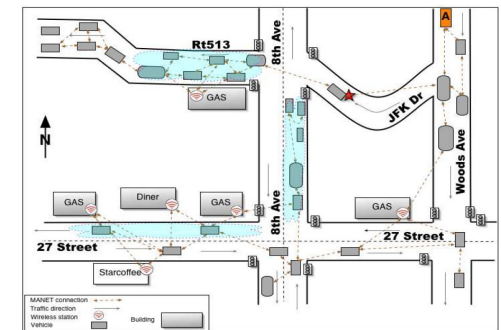 A
Rt513
8th Ave
GAS
JFK Dr
N
Woods Ave
8th Ave
GAS
Diner
GAS
GAS
27 Street
27 Street
Starcoffee
MANET connection
Traffic direction
Wireless station
Vehicle
Building